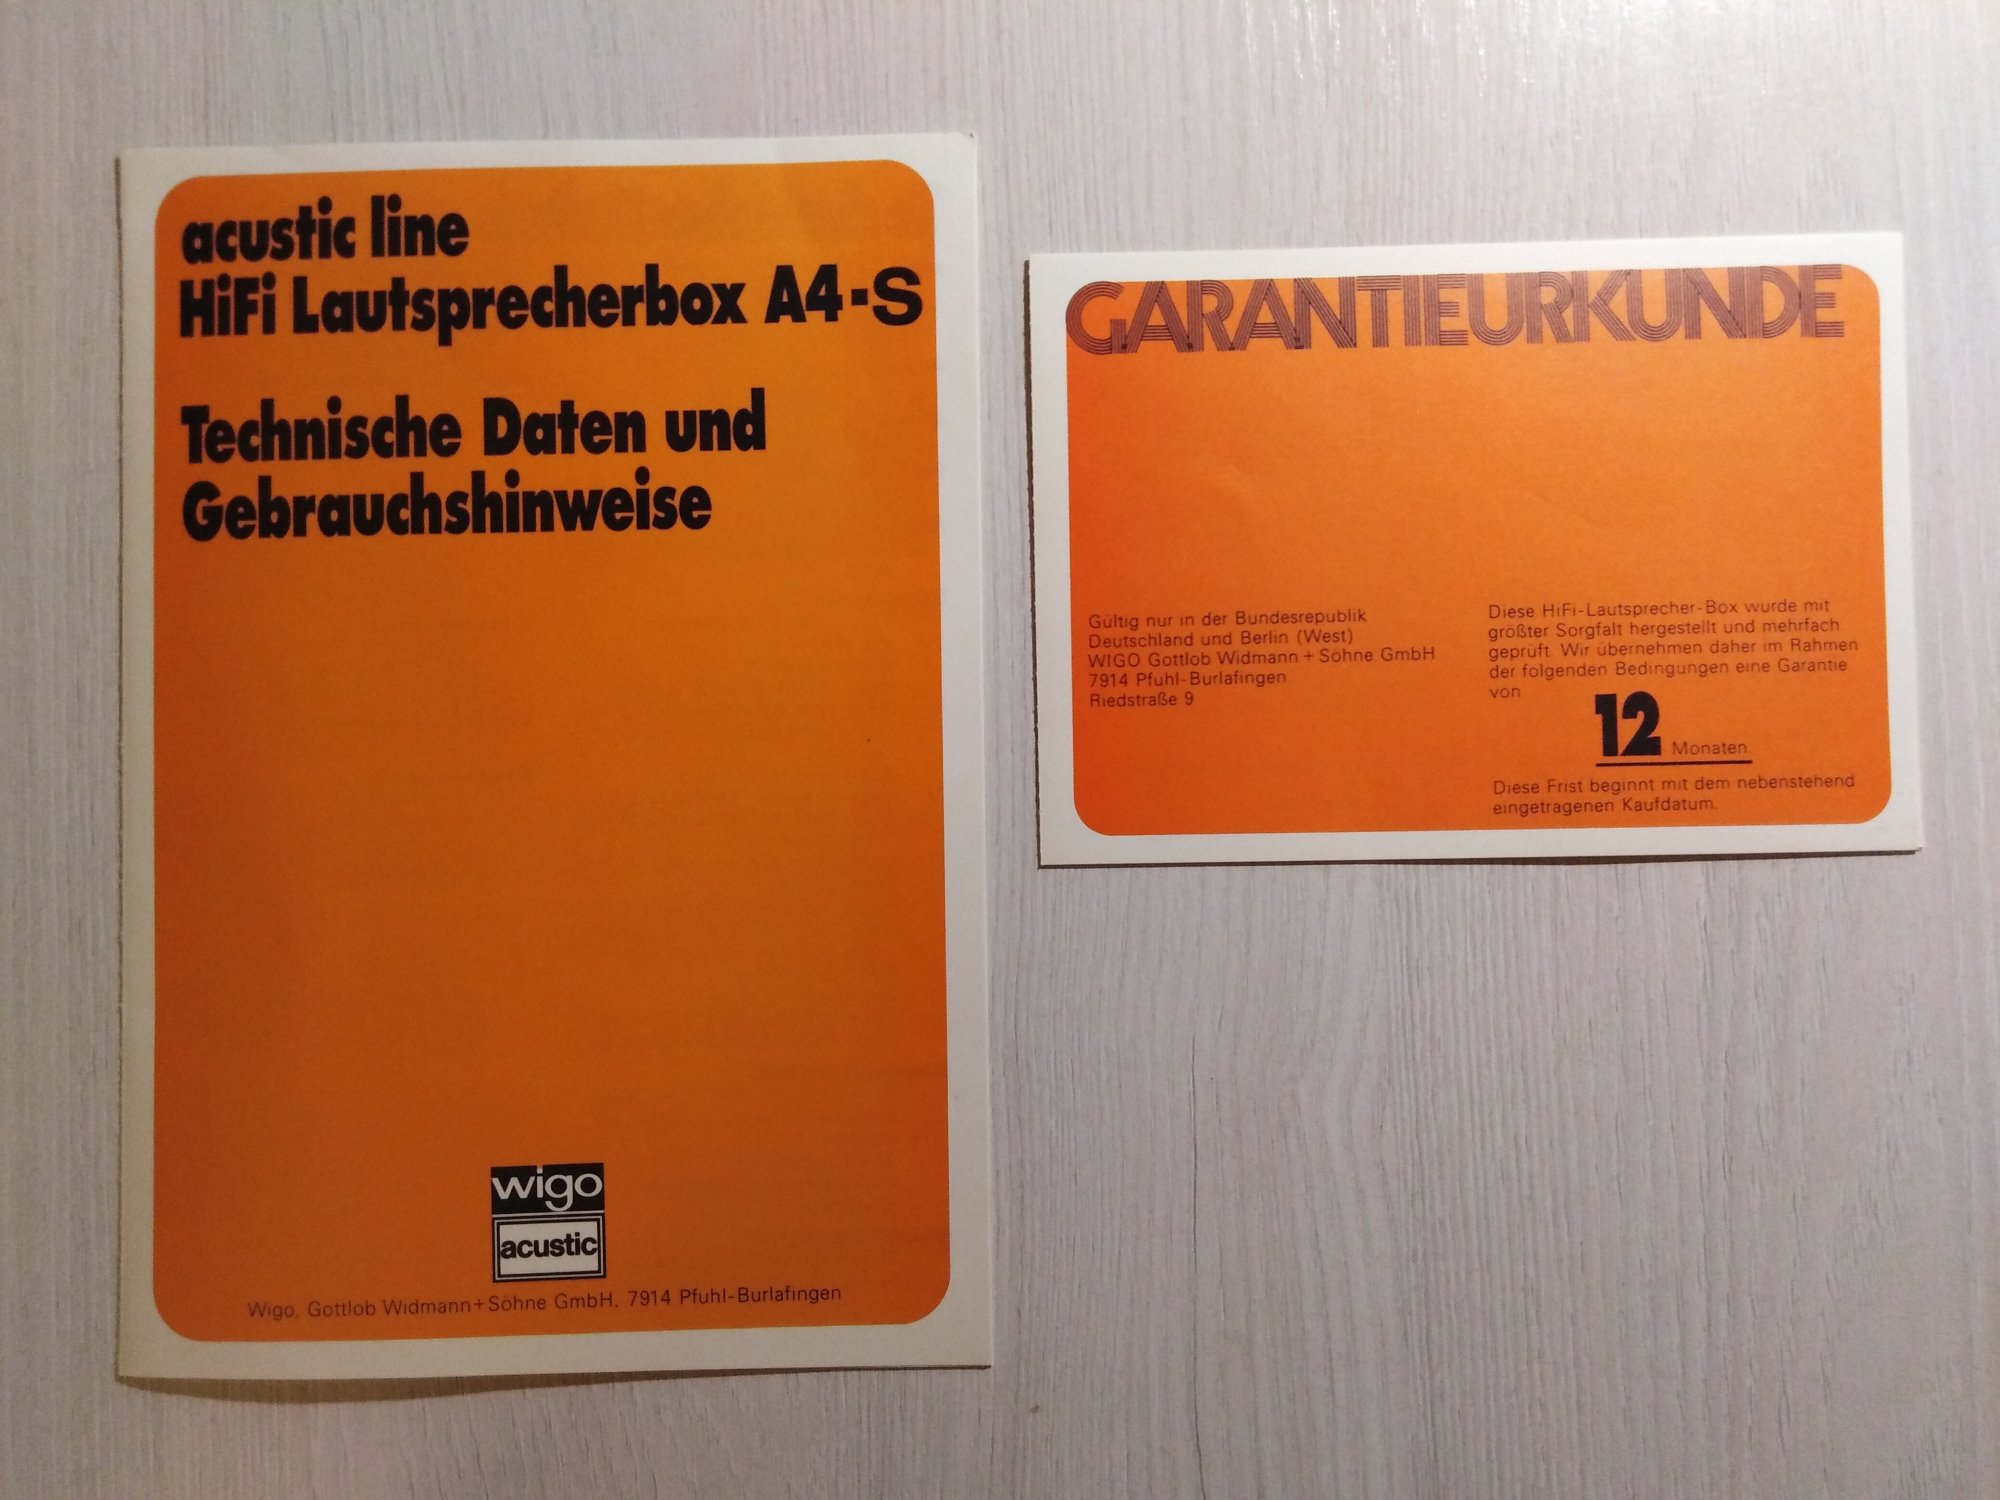 acustic line
HiFi Lautsprecherbox A4-S
Technische Daten und
Gebrauchshinweise
wigo
acustic
Wigo, Gottlob Widmann+Söhne GmbH, 7914 Pfuhl-Burlafingen
GARANTIEURKUNDE
Gültig nur in der Bundesrepublik
Deutschland und Berlin (West)
WIGO Gottlob Widmann + Söhne GmbH
7914 Pfuhl-Burlafingen
Riedstraße 9
Diese HiFi-Lautsprecher-Box wurde mit
größter Sorgfalt hergestellt und mehrfach
geprüft. Wir übernehmen daher im Rahmen
der folgenden Bedingungen eine Garantie
von
12 Monaten.
Diese Frist beginnt mit dem nebenstehend
eingetragenen Kaufdatum.